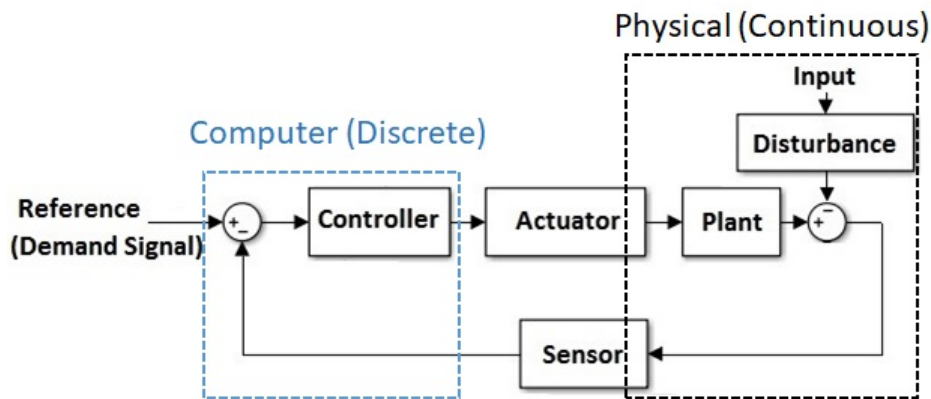 Physical (Continuous)
Input
Computer (Discrete)
Disturbance
Reference
(Demand Signal)
+
−
Controller
Actuator
Plant
−
+
Sensor